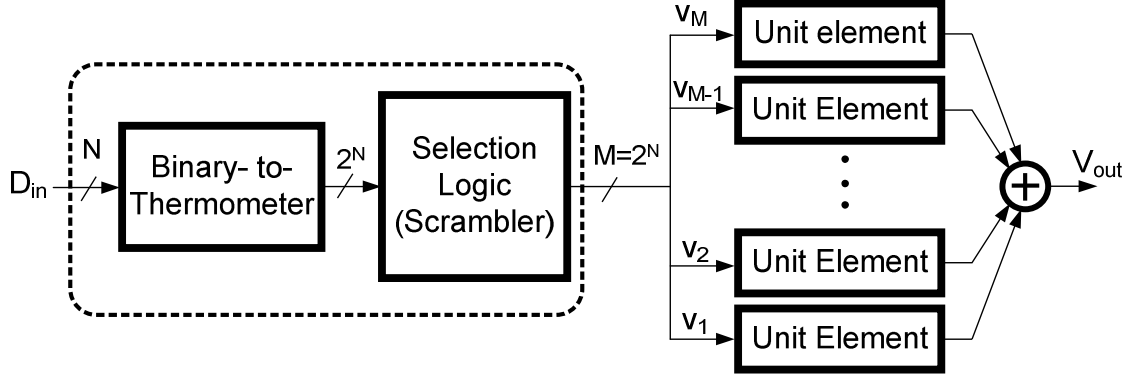 D_in
N
Binary- to-
Thermometer
2^N
Selection
Logic
(Scrambler)
M=2^N
v_M
Unit element
v_M-1
Unit Element
v_2
Unit Element
v_1
Unit Element
+
V_out